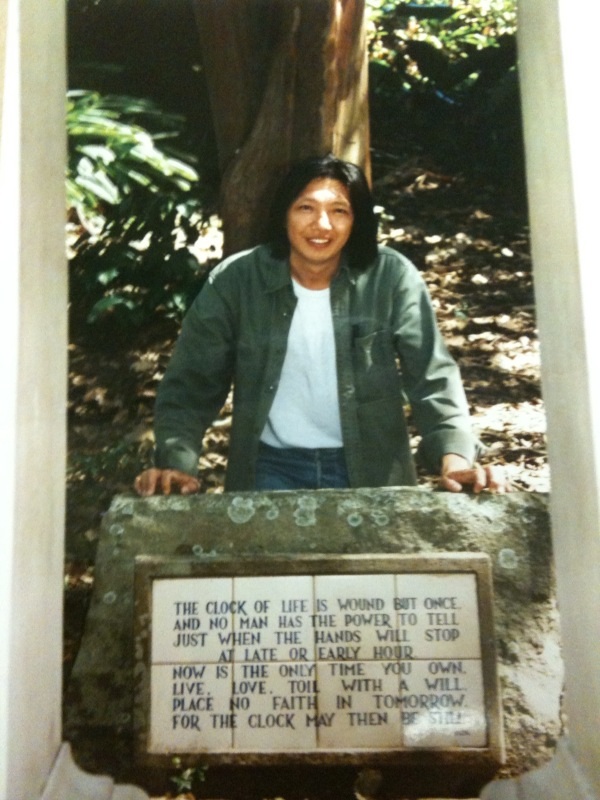 THE CLOCK OF LIFE IS WOUND BUT ONCE,
AND NO MAN HAS THE POWER TO TELL
JUST WHEN THE HANDS WILL STOP
AT LATE OR EARLY HOUR.
NOW IS THE ONLY TIME YOU OWN.
LIVE, LOVE, TOIL WITH A WILL.
PLACE NO FAITH IN TOMORROW.
FOR THE CLOCK MAY THEN BE STILL.